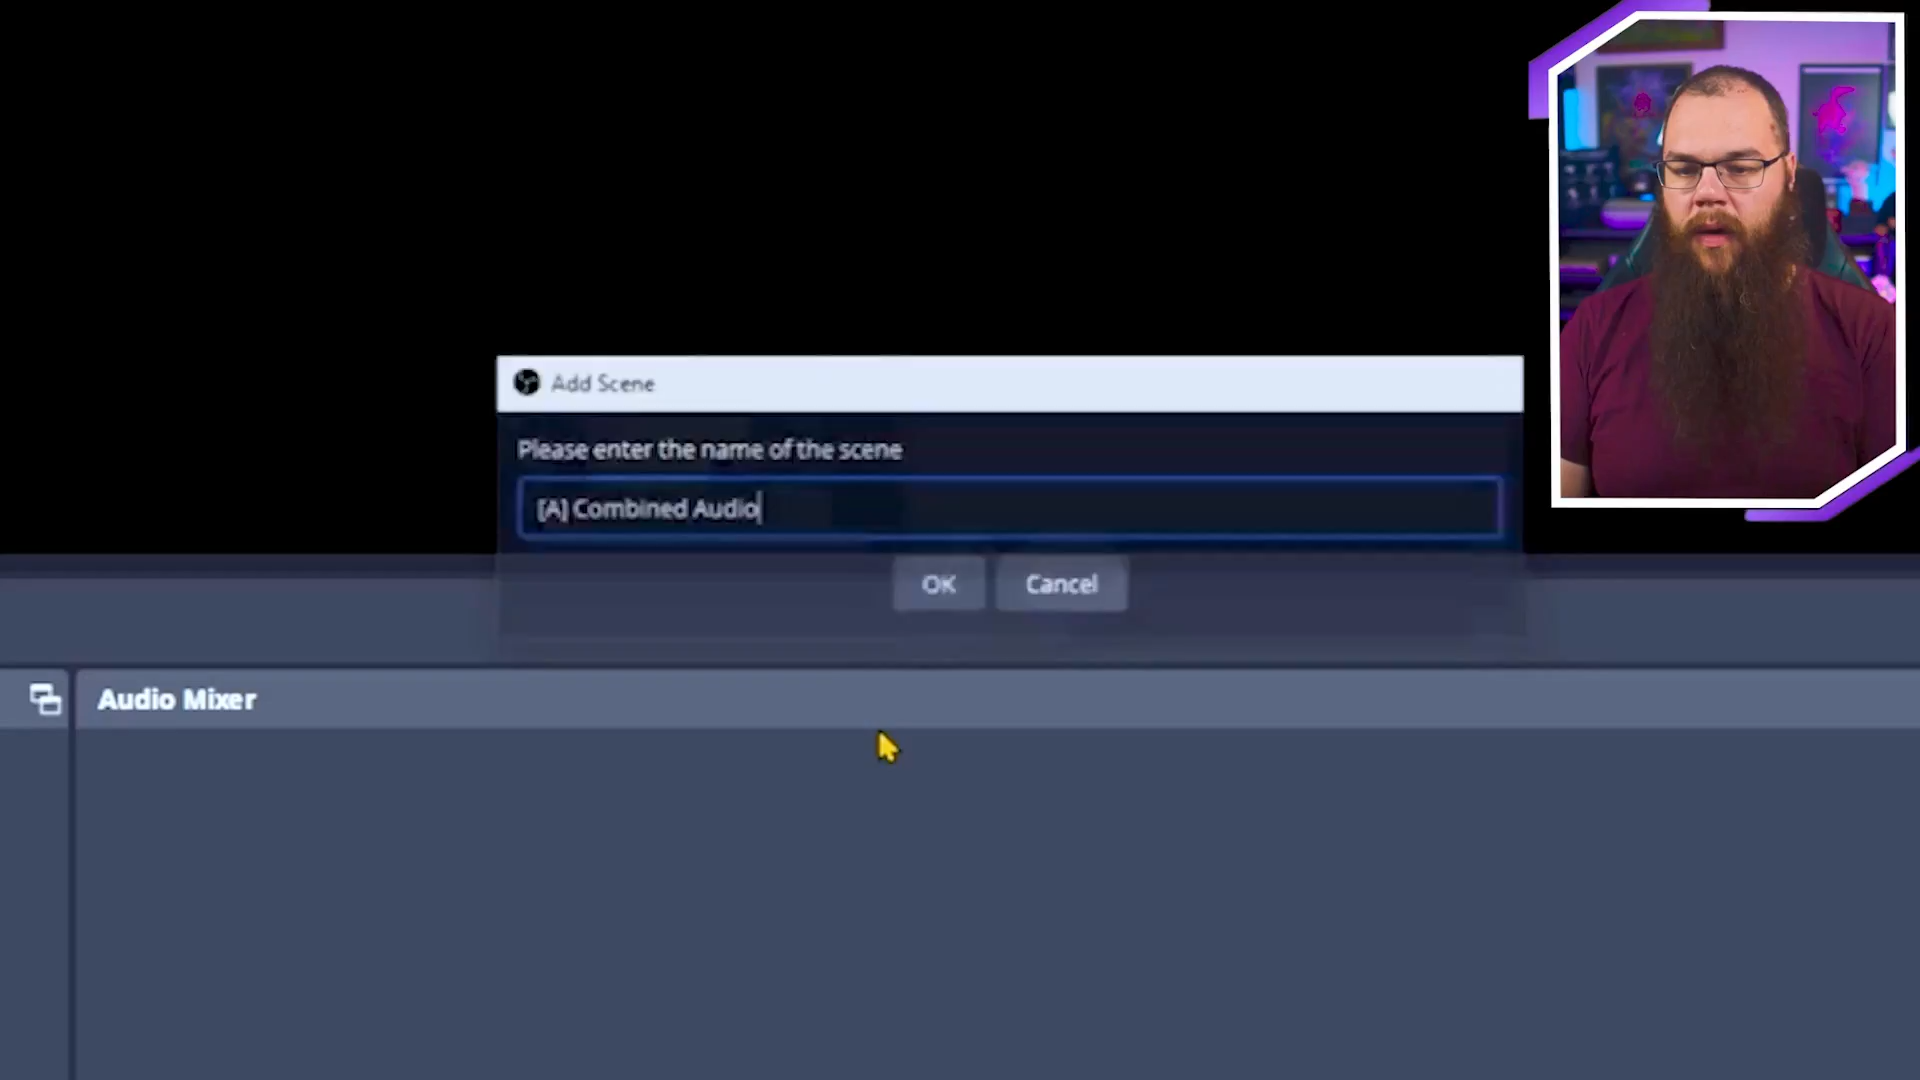 Add Scene
Please enter the name of the scene
[A] Combined Audio
OK
Cancel
Audio Mixer